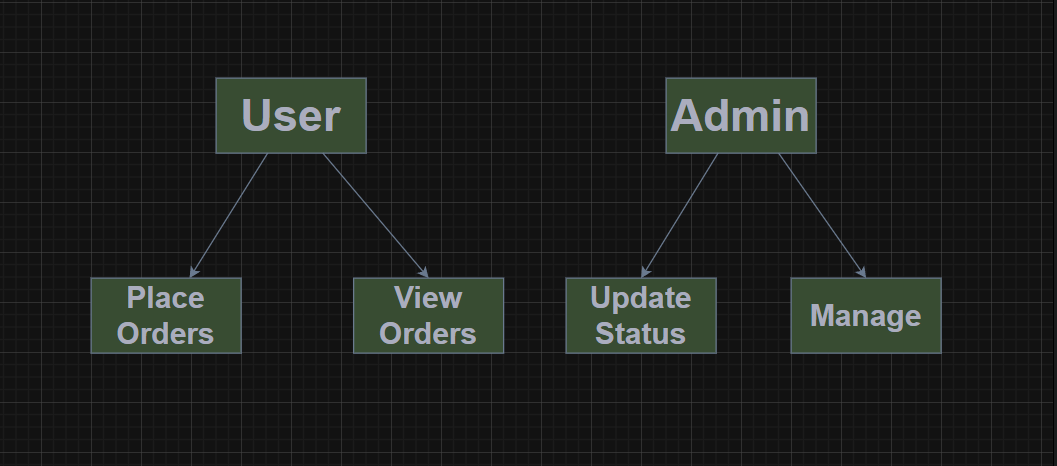 User
Admin
Place
Orders
View
Orders
Update
Status
Manage